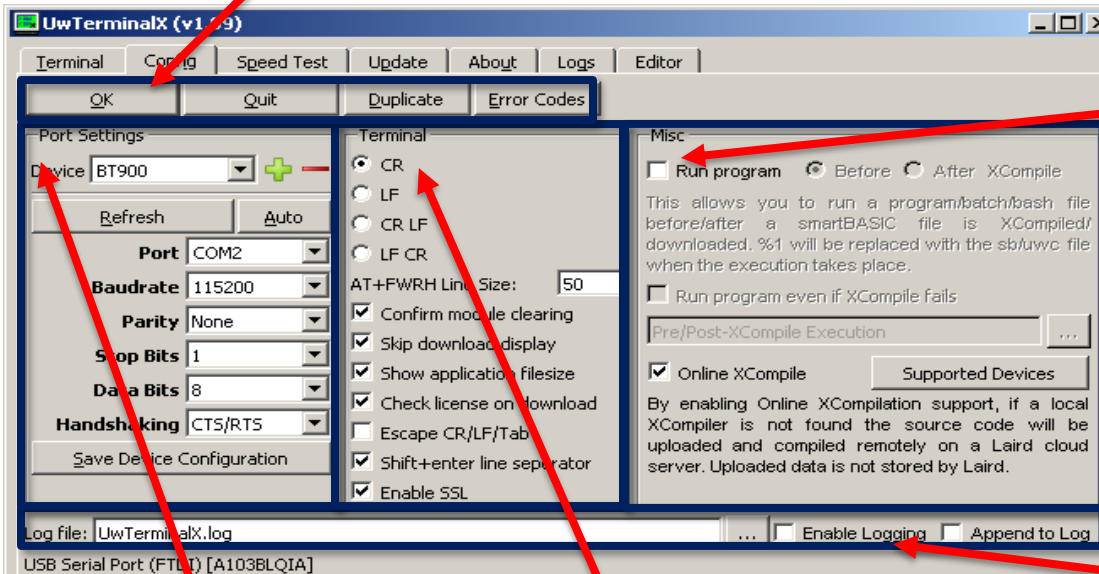 UwTerminalX (v1.09)
Terminal Config Speed Test Update About Logs Editor
OK Quit Duplicate Error Codes
Port Settings
Device BT900
Refresh Auto
Port COM2
Baudrate 115200
Parity None
Stop Bits 1
Data Bits 8
Handshaking CTS/RTS
Save Device Configuration
Terminal
CR
LF
CR LF
LF CR
AT+FWRH Line Size: 50
Confirm module clearing
Skip download display
Show application filesize
Check license on download
Escape CR/LF/Tab
Shift+enter line seperator
Enable SSL
Misc
Run program Before After XCompile
This allows you to run a program/batch/bash file
before/after a smartBASIC file is XCompiled/
downloaded. %1 will be replaced with the sb/uwc file
when the execution takes place.
Run program even if XCompile fails
Pre/Post-XCompile Execution ...
Online XCompile Supported Devices
By enabling Online XCompilation support, if a local
XCompiler is not found the source code will be
uploaded and compiled remotely on a Laird cloud
server. Uploaded data is not stored by Laird.
Log file: UwTerminalX.log ... Enable Logging Append to Log
USB Serial Port (FTDI) [A103BLQIA]